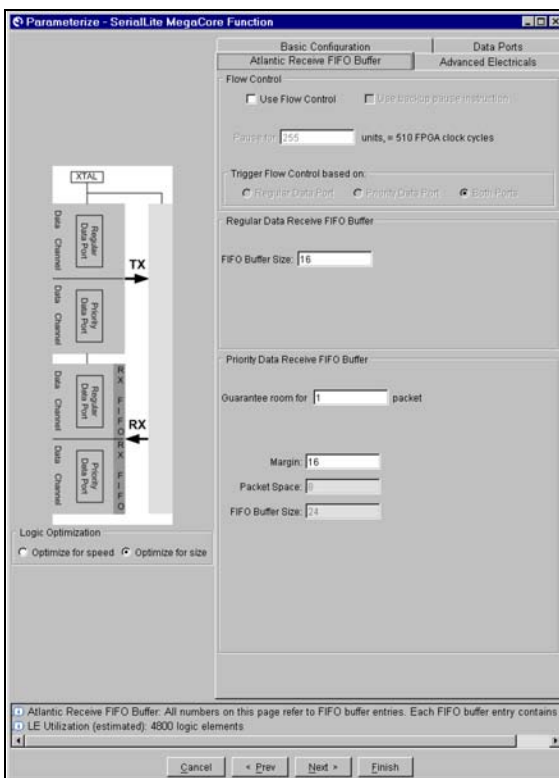 Parameterize - SerialLite MegaCore Function
Basic Configuration
Data Ports
Atlantic Receive FIFO Buffer
Advanced Electricals
Flow Control
Use Flow Control
Use backup pause instruction
Pause for 255 units, = 510 FPGA clock cycles
Trigger Flow Control based on:
Regular Data Port
Priority Data Port
Both Ports
Regular Data Receive FIFO Buffer
FIFO Buffer Size: 16
Priority Data Receive FIFO Buffer
Guarantee room for 1 packet
Margin: 16
Packet Space: 8
FIFO Buffer Size: 24
XTAL
Data Channel
Regular Data Port
TX
Data Channel
Priority Data Port
Data Channel
Regular Data Port
RX FIFO
RX
Data Channel
Priority Data Port
RX FIFO
Logic Optimization
Optimize for speed
Optimize for size
Atlantic Receive FIFO Buffer: All numbers on this page refer to FIFO buffer entries. Each FIFO buffer entry contains
LE Utilization (estimated): 4800 logic elements
Cancel
< Prev
Next >
Finish